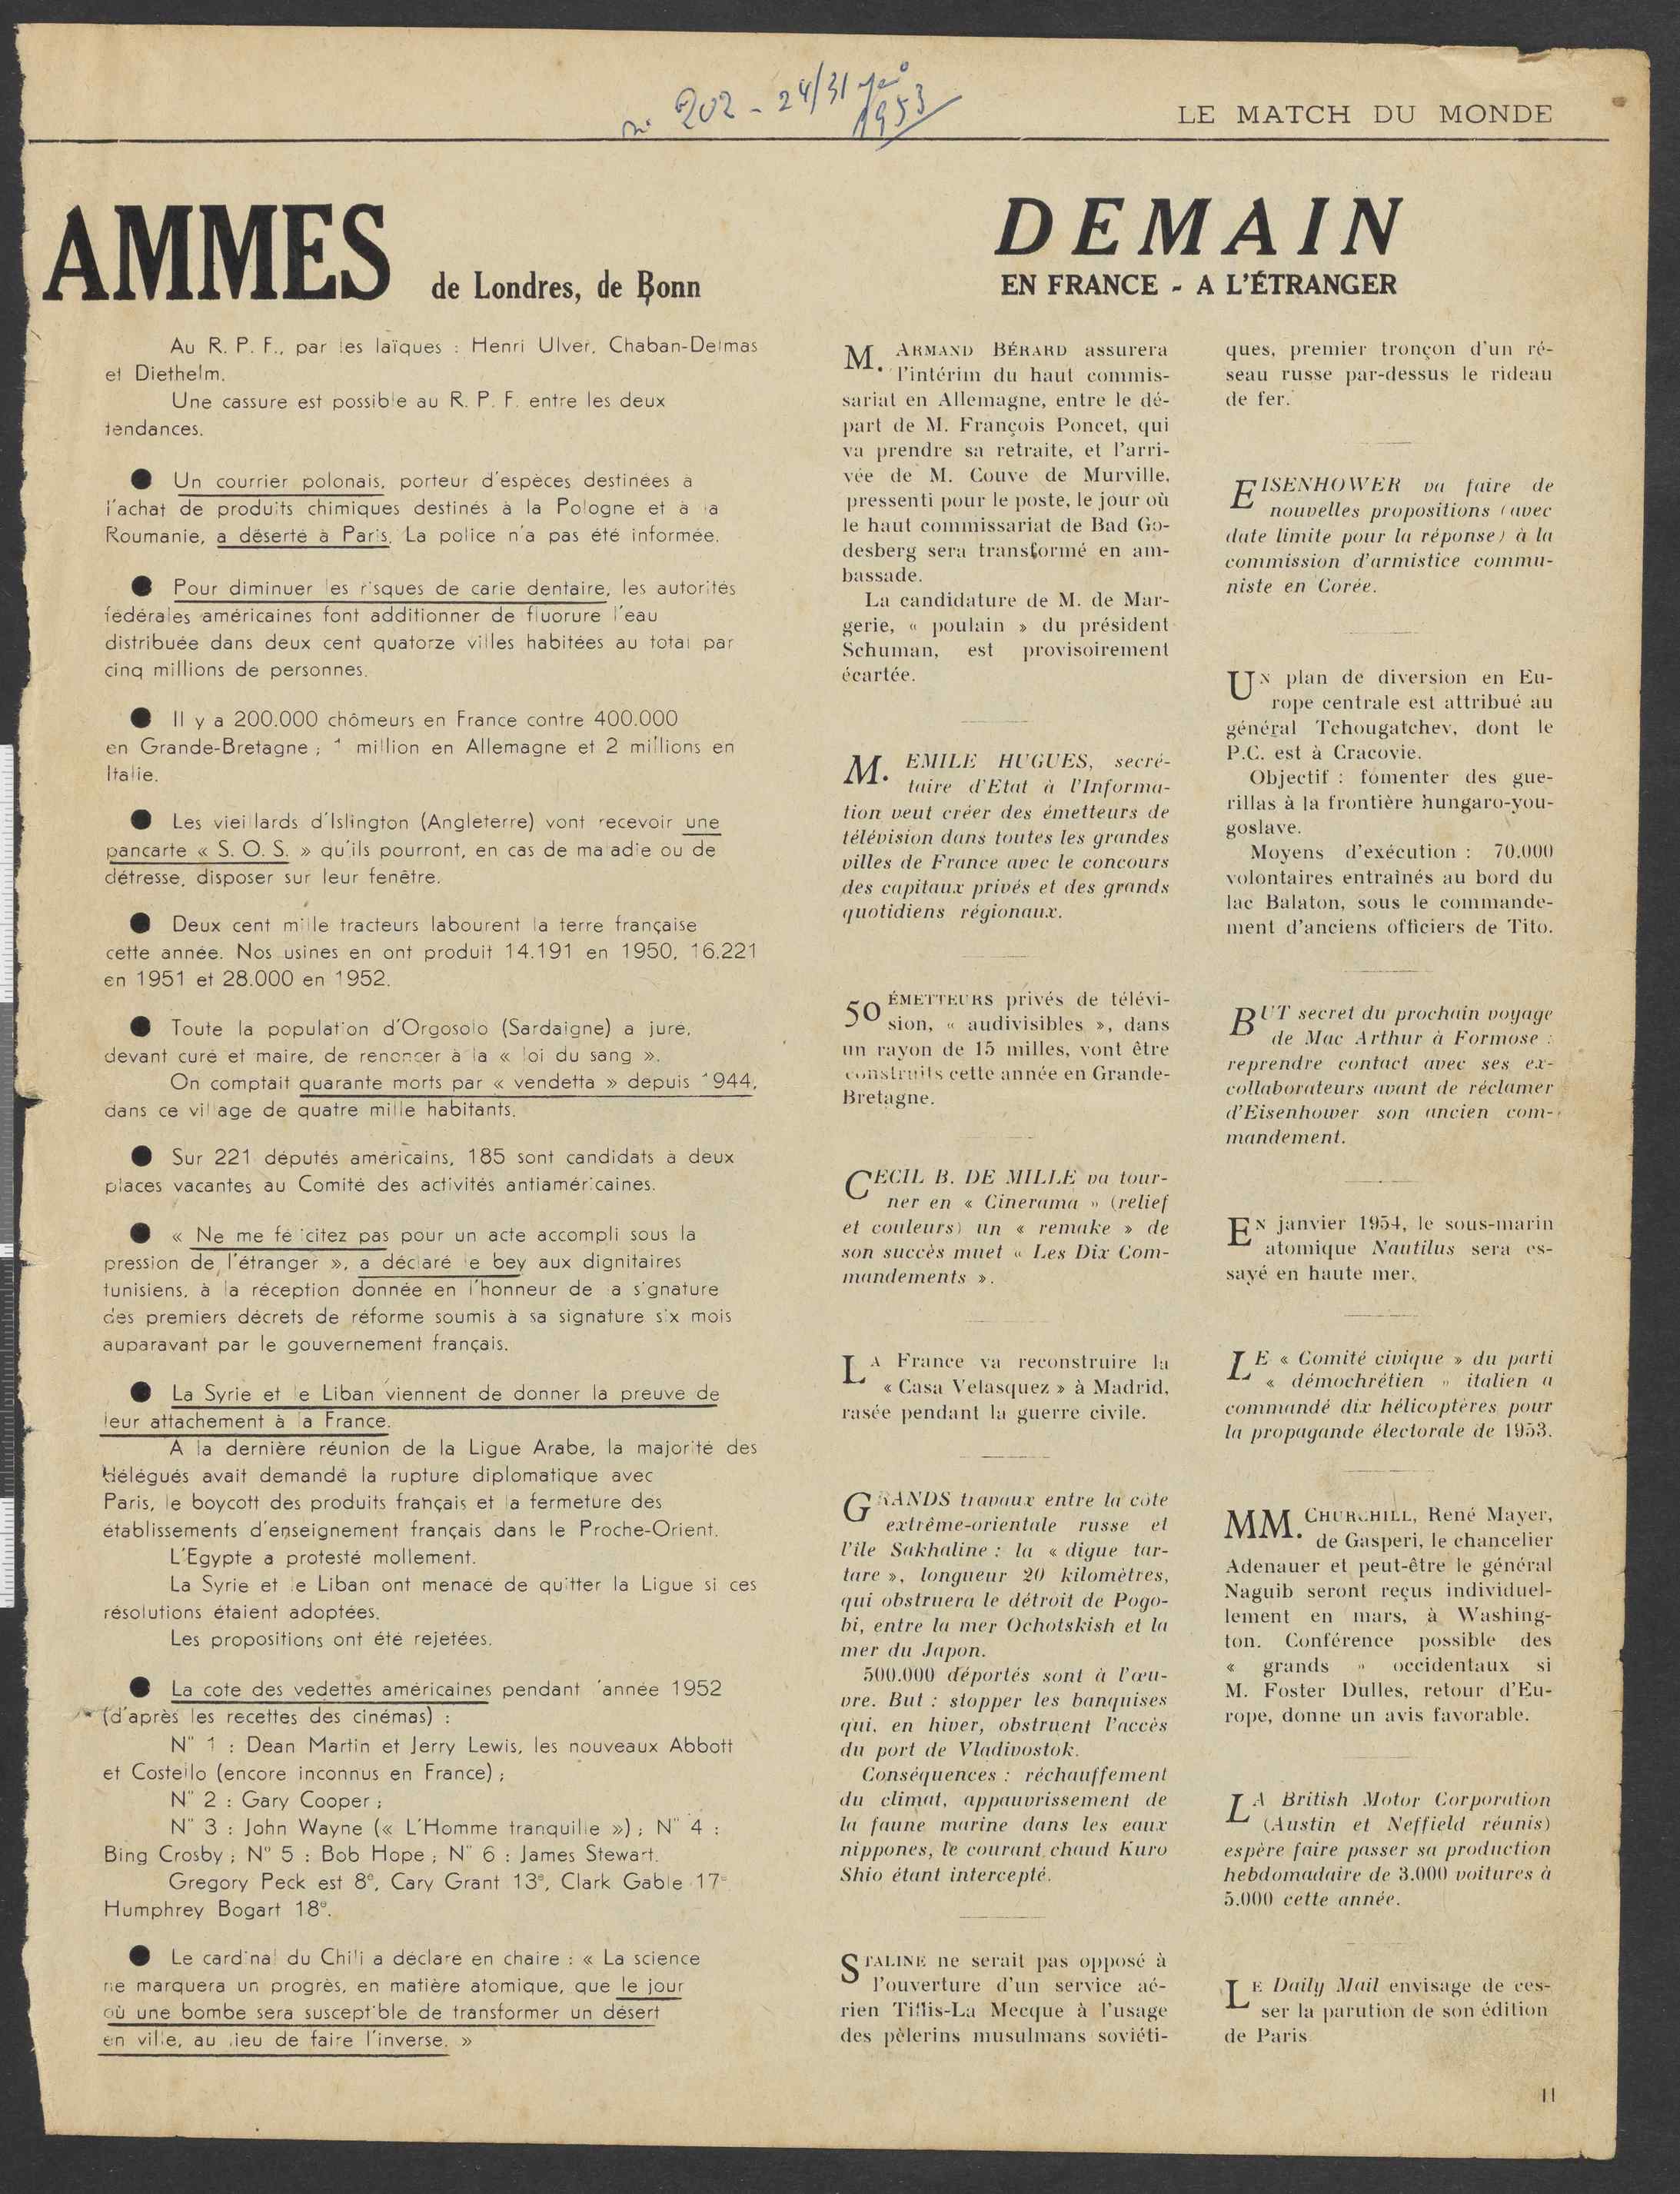 n° 202 - 24/31 jan
1953
LE MATCH DU MONDE
AMMES de Londres, de Bonn
Au R. P. F., par les laïques : Henri Ulver, Chaban-Delmas
et Diethelm.
Une cassure est possible au R. P. F. entre les deux
tendances.
● Un courrier polonais, porteur d'espèces destinées à
l'achat de produits chimiques destinés à la Pologne et à la
Roumanie, a déserté à Paris. La police n'a pas été informée.
● Pour diminuer les risques de carie dentaire, les autorités
fédérales américaines font additionner de fluorure l'eau
distribuée dans deux cent quatorze villes habitées au total par
cinq millions de personnes.
● Il y a 200.000 chômeurs en France contre 400.000
en Grande-Bretagne ; 1 million en Allemagne et 2 millions en
Italie.
● Les vieillards d'Islington (Angleterre) vont recevoir une
pancarte « S. O. S. » qu'ils pourront, en cas de maladie ou de
détresse, disposer sur leur fenêtre.
● Deux cent mille tracteurs labourent la terre française
cette année. Nos usines en ont produit 14.191 en 1950, 16.221
en 1951 et 28.000 en 1952.
● Toute la population d'Orgosolo (Sardaigne) a juré,
devant curé et maire, de renoncer à la « loi du sang ».
On comptait quarante morts par « vendetta » depuis 1944,
dans ce village de quatre mille habitants.
● Sur 221 députés américains, 185 sont candidats à deux
places vacantes au Comité des activités antiaméricaines.
● « Ne me félicitez pas pour un acte accompli sous la
pression de l'étranger », a déclaré le bey aux dignitaires
tunisiens, à la réception donnée en l'honneur de la signature
des premiers décrets de réforme soumis à sa signature six mois
auparavant par le gouvernement français.
● La Syrie et le Liban viennent de donner la preuve de
leur attachement à la France.
A la dernière réunion de la Ligue Arabe, la majorité des
délégués avait demandé la rupture diplomatique avec
Paris, le boycott des produits français et la fermeture des
établissements d'enseignement français dans le Proche-Orient.
L'Egypte a protesté mollement.
La Syrie et le Liban ont menacé de quitter la Ligue si ces
résolutions étaient adoptées.
Les propositions ont été rejetées.
● La cote des vedettes américaines pendant l'année 1952
(d'après les recettes des cinémas) :
N° 1 : Dean Martin et Jerry Lewis, les nouveaux Abbott
et Costello (encore inconnus en France) ;
N° 2 : Gary Cooper ;
N° 3 : John Wayne (« L'Homme tranquille ») ; N° 4 :
Bing Crosby ; N° 5 : Bob Hope ; N° 6 : James Stewart.
Gregory Peck est 8e, Cary Grant 13e, Clark Gable 17e
Humphrey Bogart 18e.
● Le cardinal du Chili a déclaré en chaire : « La science
ne marquera un progrès, en matière atomique, que le jour
où une bombe sera susceptible de transformer un désert
en ville, au lieu de faire l'inverse. »
DEMAIN
EN FRANCE - A L'ÉTRANGER
M. ARMAND BÉRARD assurera
l'intérim du haut commis-
sariat en Allemagne, entre le dé-
part de M. François Poncet, qui
va prendre sa retraite, et l'arri-
vée de M. Couve de Murville,
pressenti pour le poste, le jour où
le haut commissariat de Bad Go-
desberg sera transformé en am-
bassade.
La candidature de M. de Mar-
gerie, « poulain » du président
Schuman, est provisoirement
écartée.
M. EMILE HUGUES, secré-
taire d'Etat à l'Informa-
tion veut créer des émetteurs de
télévision dans toutes les grandes
villes de France avec le concours
des capitaux privés et des grands
quotidiens régionaux.
50 ÉMETTEURS privés de télévi-
sion, « audivisibles », dans
un rayon de 15 milles, vont être
construits cette année en Grande-
Bretagne.
CECIL B. DE MILLE va tour-
ner en « Cinerama » (relief
et couleurs) un « remake » de
son succès muet « Les Dix Com-
mandements ».
LA France va reconstruire la
« Casa Velasquez » à Madrid,
rasée pendant la guerre civile.
GRANDS travaux entre la côte
extrême-orientale russe et
l'île Sakhaline : la « digue tar-
tare », longueur 20 kilomètres,
qui obstruera le détroit de Pogo-
bi, entre la mer Ochotskish et la
mer du Japon.
500.000 déportés sont à l'œu-
vre. But : stopper les banquises
qui, en hiver, obstruent l'accès
du port de Vladivostok.
Conséquences : réchauffement
du climat, appauvrissement de
la faune marine dans les eaux
nippones, le courant chaud Kuro
Shio étant intercepté.
STALINE ne serait pas opposé à
l'ouverture d'un service aé-
rien Tiflis-La Mecque à l'usage
des pèlerins musulmans soviéti-
ques, premier tronçon d'un ré-
seau russe par-dessus le rideau
de fer.
EISENHOWER va faire de
nouvelles propositions (avec
date limite pour la réponse) à la
commission d'armistice commu-
niste en Corée.
UN plan de diversion en Eu-
rope centrale est attribué au
général Tchougatchev, dont le
P.C. est à Cracovie.
Objectif : fomenter des gue-
rillas à la frontière hungaro-you-
goslave.
Moyens d'exécution : 70.000
volontaires entraînés au bord du
lac Balaton, sous le commande-
ment d'anciens officiers de Tito.
BUT secret du prochain voyage
de Mac Arthur à Formose :
reprendre contact avec ses ex-
collaborateurs avant de réclamer
d'Eisenhower son ancien com-
mandement.
EN janvier 1954, le sous-marin
atomique Nautilus sera es-
sayé en haute mer.
LE « Comité civique » du parti
« démochrétien » italien a
commandé dix hélicoptères pour
la propagande électorale de 1953.
MM. CHURCHILL, René Mayer,
de Gasperi, le chancelier
Adenauer et peut-être le général
Naguib seront reçus individuel-
lement en mars, à Washing-
ton. Conférence possible des
« grands » occidentaux si
M. Foster Dulles, retour d'Eu-
rope, donne un avis favorable.
LA British Motor Corporation
(Austin et Neffield réunis)
espère faire passer sa production
hebdomadaire de 3.000 voitures à
5.000 cette année.
LE Daily Mail envisage de ces-
ser la parution de son édition
de Paris
11